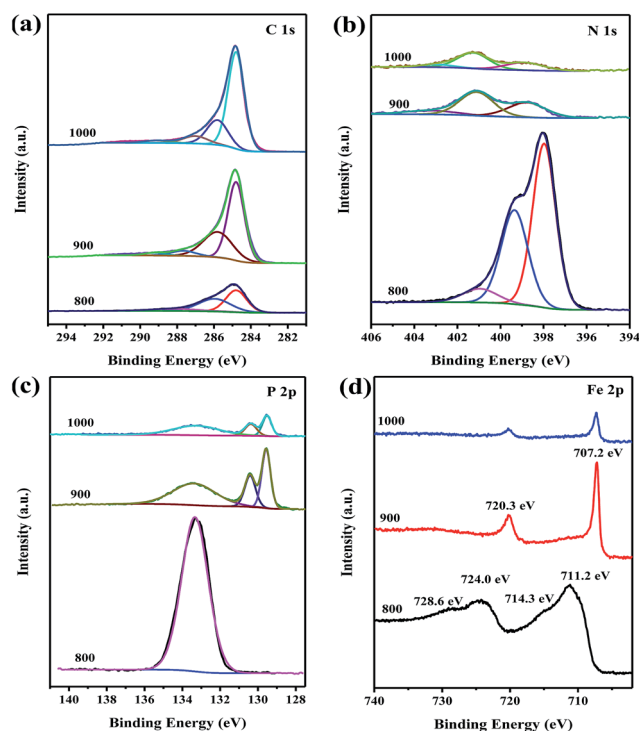 (a)
C 1s
1000
900
800
Intensity (a.u.)
295 294 292 290 288 286 284 282
Binding Energy (eV)
(b)
N 1s
1000
900
800
Intensity (a.u.)
406 404 402 400 398 396 394
Binding Energy (eV)
(c)
P 2p
1000
900
800
Intensity (a.u.)
140 138 136 134 132 130 128
Binding Energy (eV)
(d)
Fe 2p
1000
707.2 eV
720.3 eV
900
711.2 eV
724.0 eV
714.3 eV
728.6 eV
800
Intensity (a.u.)
740 730 720 710
Binding Energy (eV)